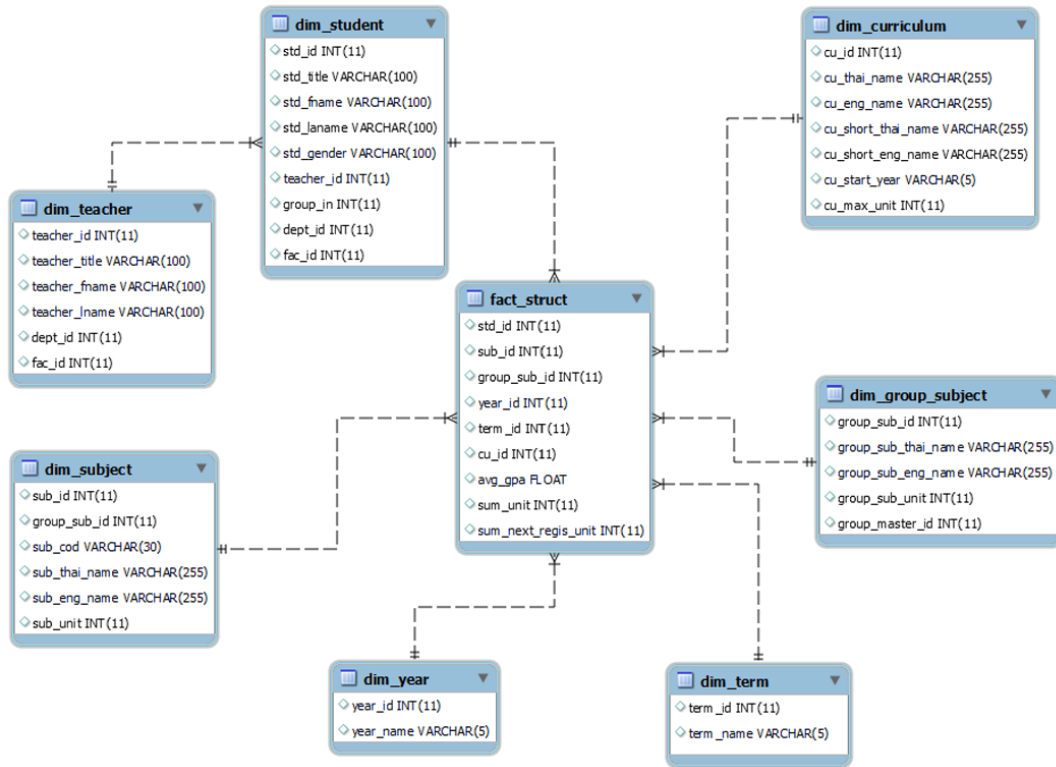 dim_student
std_id INT(11)
std_title VARCHAR(100)
std_fname VARCHAR(100)
std_laname VARCHAR(100)
std_gender VARCHAR(100)
teacher_id INT(11)
group_in INT(11)
dept_id INT(11)
fac_id INT(11)
dim_curriculum
cu_id INT(11)
cu_thai_name VARCHAR(255)
cu_eng_name VARCHAR(255)
cu_short_thai_name VARCHAR(255)
cu_short_eng_name VARCHAR(255)
cu_start_year VARCHAR(5)
cu_max_unit INT(11)
dim_teacher
teacher_id INT(11)
teacher_title VARCHAR(100)
teacher_fname VARCHAR(100)
teacher_lname VARCHAR(100)
dept_id INT(11)
fac_id INT(11)
fact_struct
std_id INT(11)
sub_id INT(11)
group_sub_id INT(11)
year_id INT(11)
term_id INT(11)
cu_id INT(11)
avg_gpa FLOAT
sum_unit INT(11)
sum_next_regis_unit INT(11)
dim_group_subject
group_sub_id INT(11)
group_sub_thai_name VARCHAR(255)
group_sub_eng_name VARCHAR(255)
group_sub_unit INT(11)
group_master_id INT(11)
dim_subject
sub_id INT(11)
group_sub_id INT(11)
sub_cod VARCHAR(30)
sub_thai_name VARCHAR(255)
sub_eng_name VARCHAR(255)
sub_unit INT(11)
dim_year
year_id INT(11)
year_name VARCHAR(5)
dim_term
term_id INT(11)
term_name VARCHAR(5)